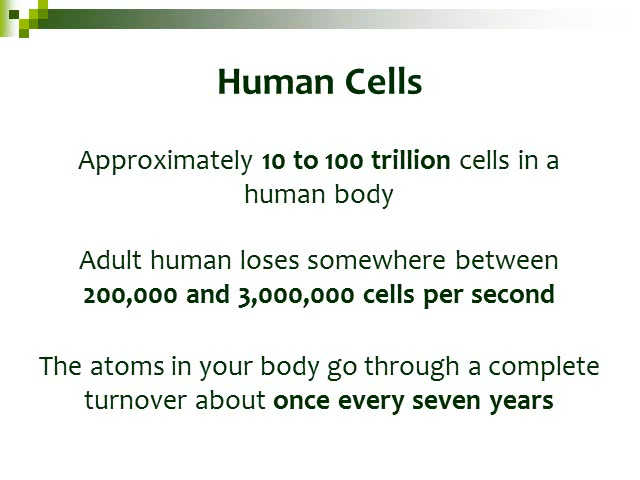 Human Cells
Approximately 10 to 100 trillion cells in a
human body
Adult human loses somewhere between
200,000 and 3,000,000 cells per second
The atoms in your body go through a complete
turnover about once every seven years